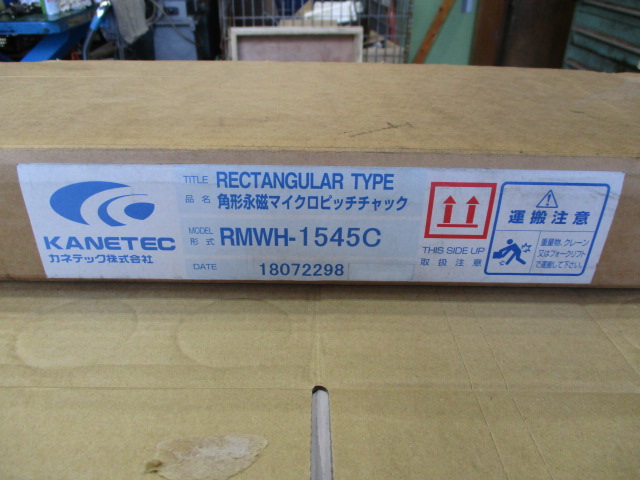 KANETEC
カネテック株式会社
TITLE RECTANGULAR TYPE
品名 角形永磁マイクロピッチチャック
MODEL
形式 RMWH-1545C
DATE 18072298
THIS SIDE UP
取扱注意
運搬注意
重量物、クレーン
又はフォークリフト
で運搬して下さい。